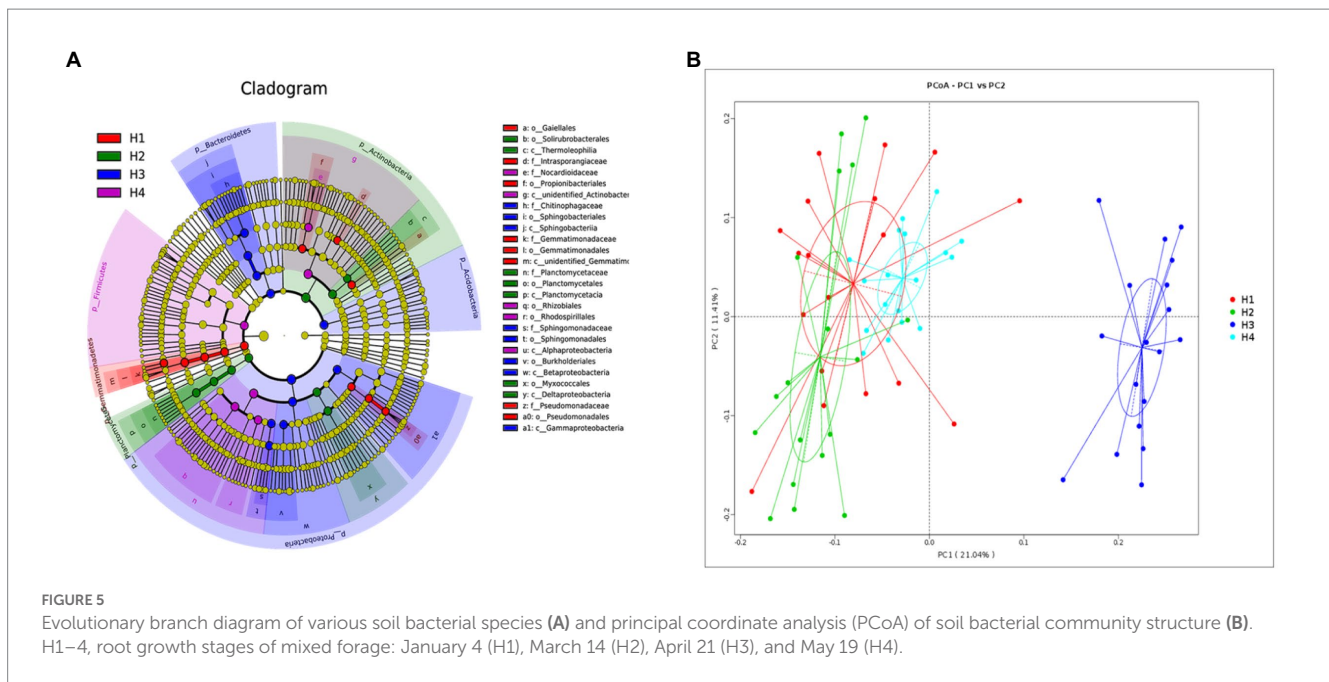 A
Cladogram
H1
H2
H3
H4
p__Bacteroidetes
p__Actinobacteria
p__Acidobacteria
p__Firmicutes
p__Proteobacteria
a
b
c
d
f
g
h
i
j
k
l
m
n
o
p
q
r
s
t
u
v
w
x
y
z
a0
a1
a: o__Gaiellales
b: o__Solirubrobacterales
c: c__Thermoleophilia
d: f__Intrasporangiaceae
e: f__Nocardioidaceae
f: o__Propionibacteriales
g: c__unidentified_Actinobacter
h: f__Chitinophagaceae
i: o__Sphingobacteriales
j: c__Sphingobacteriia
k: f__Gemmatimonadaceae
l: o__Gemmatimonadales
m: c__unidentified_Gemmatimo
n: f__Planctomycetaceae
o: o__Planctomycetales
p: c__Planctomycetacia
q: o__Rhizobiales
r: o__Rhodospirillales
s: f__Sphingomonadaceae
t: o__Sphingomonadales
u: c__Alphaproteobacteria
v: o__Burkholderiales
w: c__Betaproteobacteria
x: o__Myxococcales
y: c__Deltaproteobacteria
z: f__Pseudomonadaceae
a0: o__Pseudomonadales
a1: c__Gammaproteobacteria
B
PCoA - PC1 vs PC2
PC2 ( 11.41%)
0.2
0.1
0.0
-0.1
-0.2
-0.2
-0.1
0.0
0.1
0.2
PC1 ( 21.04%)
H1
H2
H3
H4
FIGURE 5
Evolutionary branch diagram of various soil bacterial species (A) and principal coordinate analysis (PCoA) of soil bacterial community structure (B).
H1–4, root growth stages of mixed forage: January 4 (H1), March 14 (H2), April 21 (H3), and May 19 (H4).